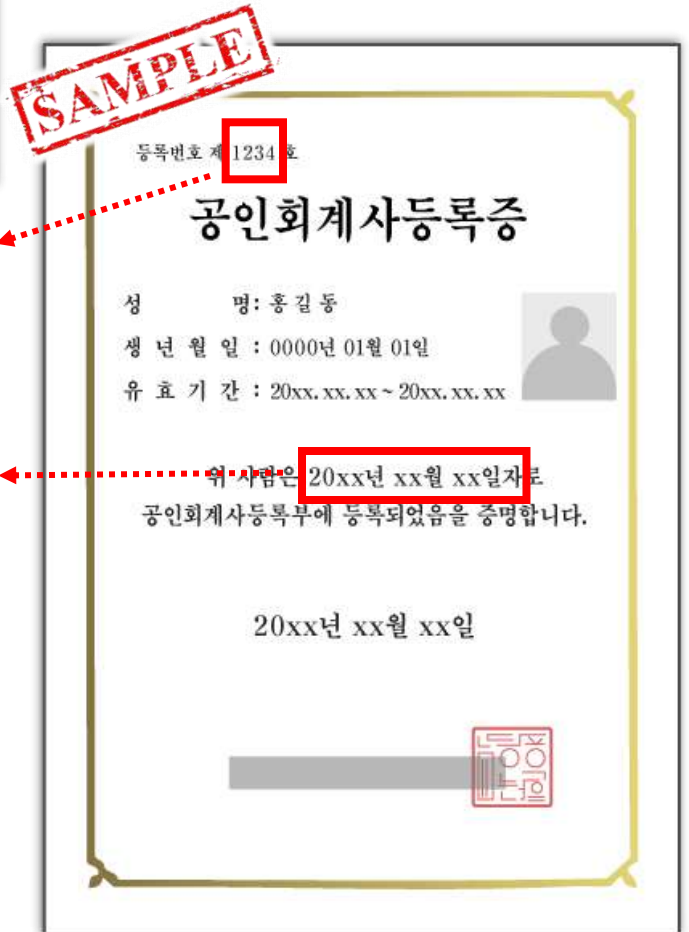 SAMPLE
등록번호 제 1234 호
공인회계사등록증
성 명: 홍 길 동
생 년 월 일 : 0000년 01월 01일
유 효 기 간 : 20xx. xx. xx ~ 20xx. xx. xx
위 사람은 20xx년 xx월 xx일자로
공인회계사등록부에 등록되었음을 증명합니다.
20xx년 xx월 xx일